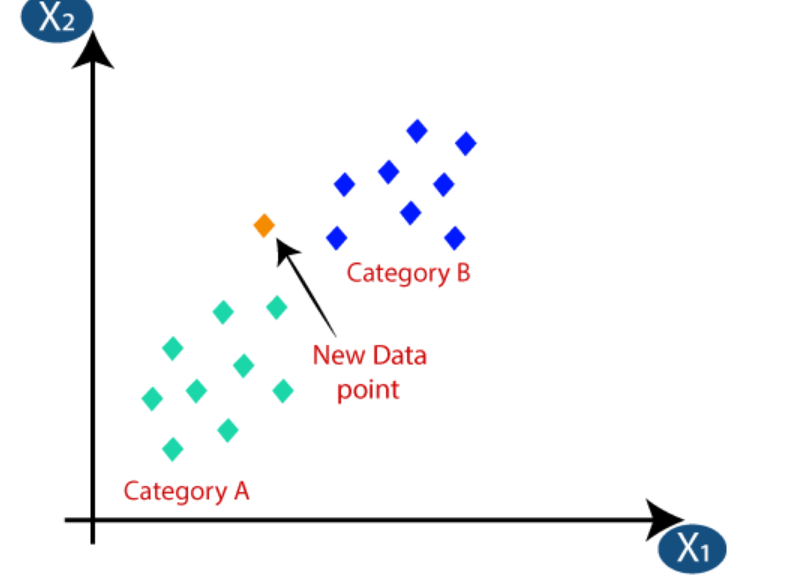 X₂
Category B
New Data
point
Category A
X₁